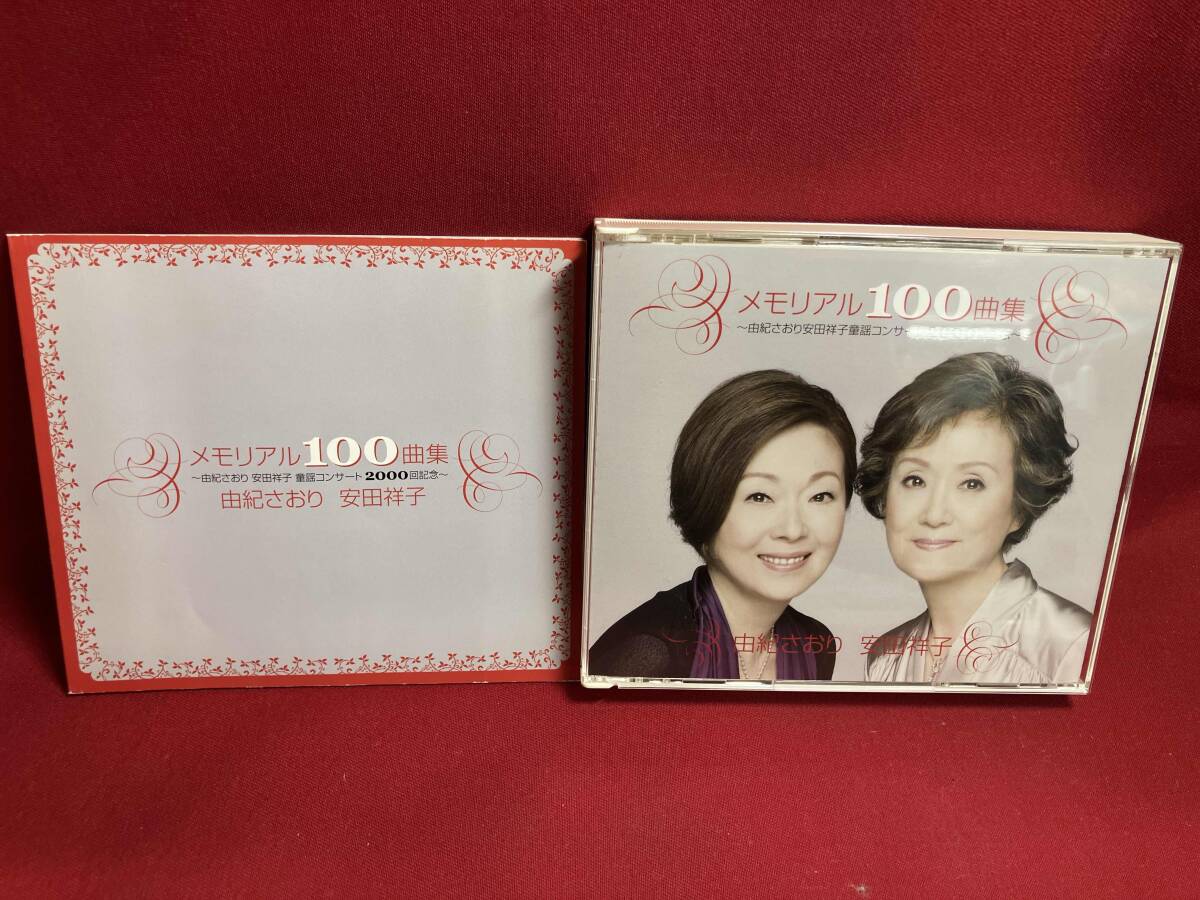 メモリアル100曲集
～由紀さおり 安田祥子 童謡コンサート 2000回記念～
由紀さおり 安田祥子
メモリアル100曲集
～由紀さおり安田祥子童謡コンサー
由紀さおり 安田祥子